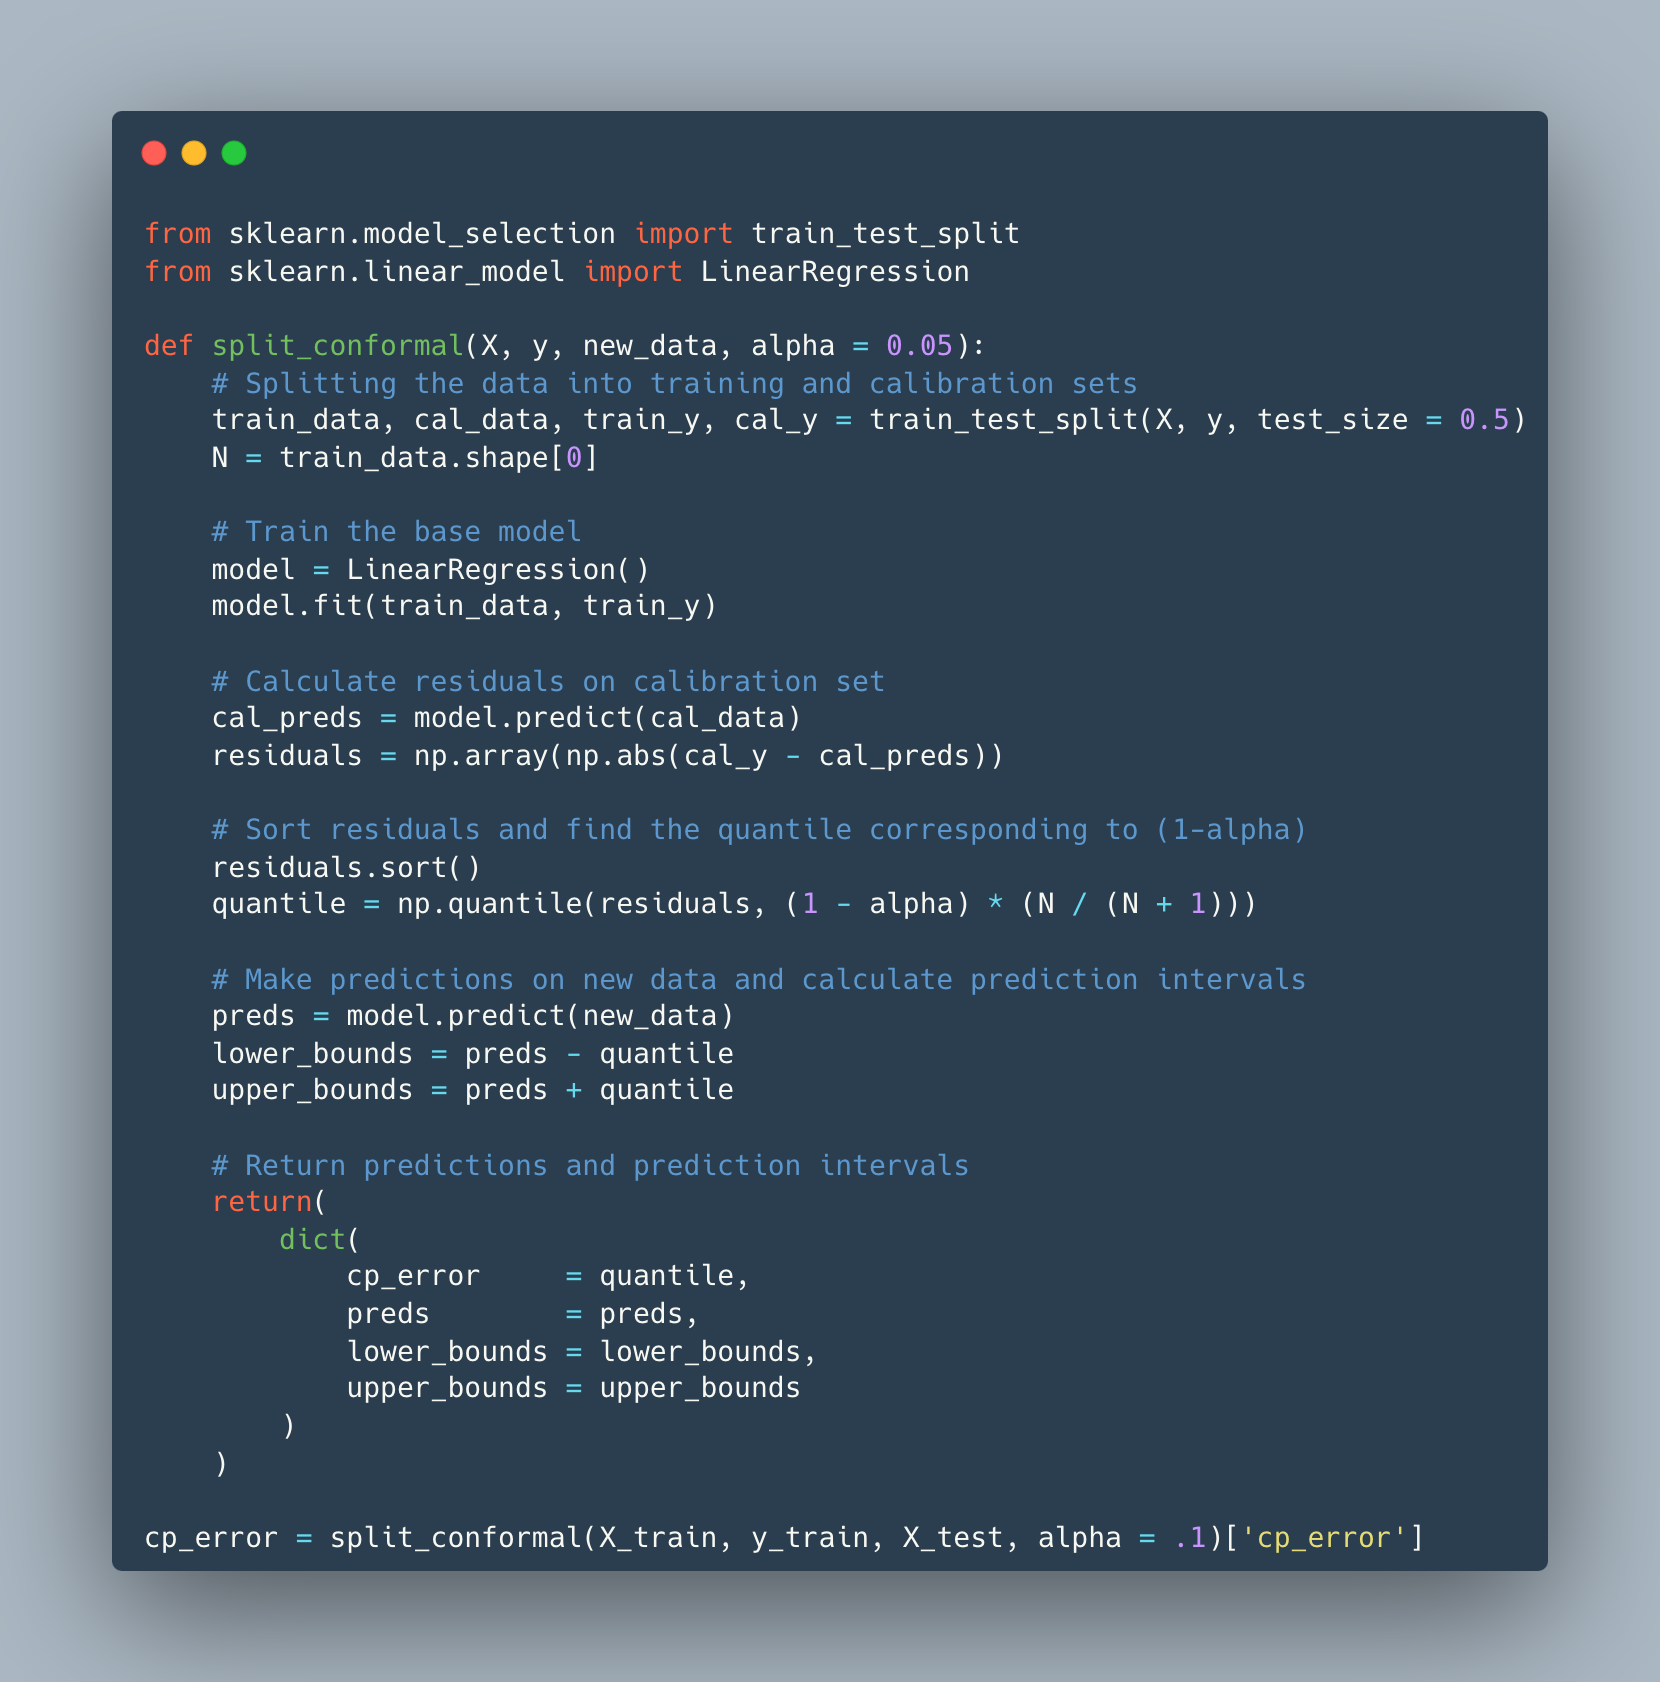 from sklearn.model_selection import train_test_split
from sklearn.linear_model import LinearRegression

def split_conformal(X, y, new_data, alpha = 0.05):
    # Splitting the data into training and calibration sets
    train_data, cal_data, train_y, cal_y = train_test_split(X, y, test_size = 0.5)
    N = train_data.shape[0]

    # Train the base model
    model = LinearRegression()
    model.fit(train_data, train_y)

    # Calculate residuals on calibration set
    cal_preds = model.predict(cal_data)
    residuals = np.array(np.abs(cal_y - cal_preds))

    # Sort residuals and find the quantile corresponding to (1-alpha)
    residuals.sort()
    quantile = np.quantile(residuals, (1 - alpha) * (N / (N + 1)))

    # Make predictions on new data and calculate prediction intervals
    preds = model.predict(new_data)
    lower_bounds = preds - quantile
    upper_bounds = preds + quantile

    # Return predictions and prediction intervals
    return(
        dict(
            cp_error     = quantile,
            preds        = preds,
            lower_bounds = lower_bounds,
            upper_bounds = upper_bounds
        )
    )

cp_error = split_conformal(X_train, y_train, X_test, alpha = .1)['cp_error']